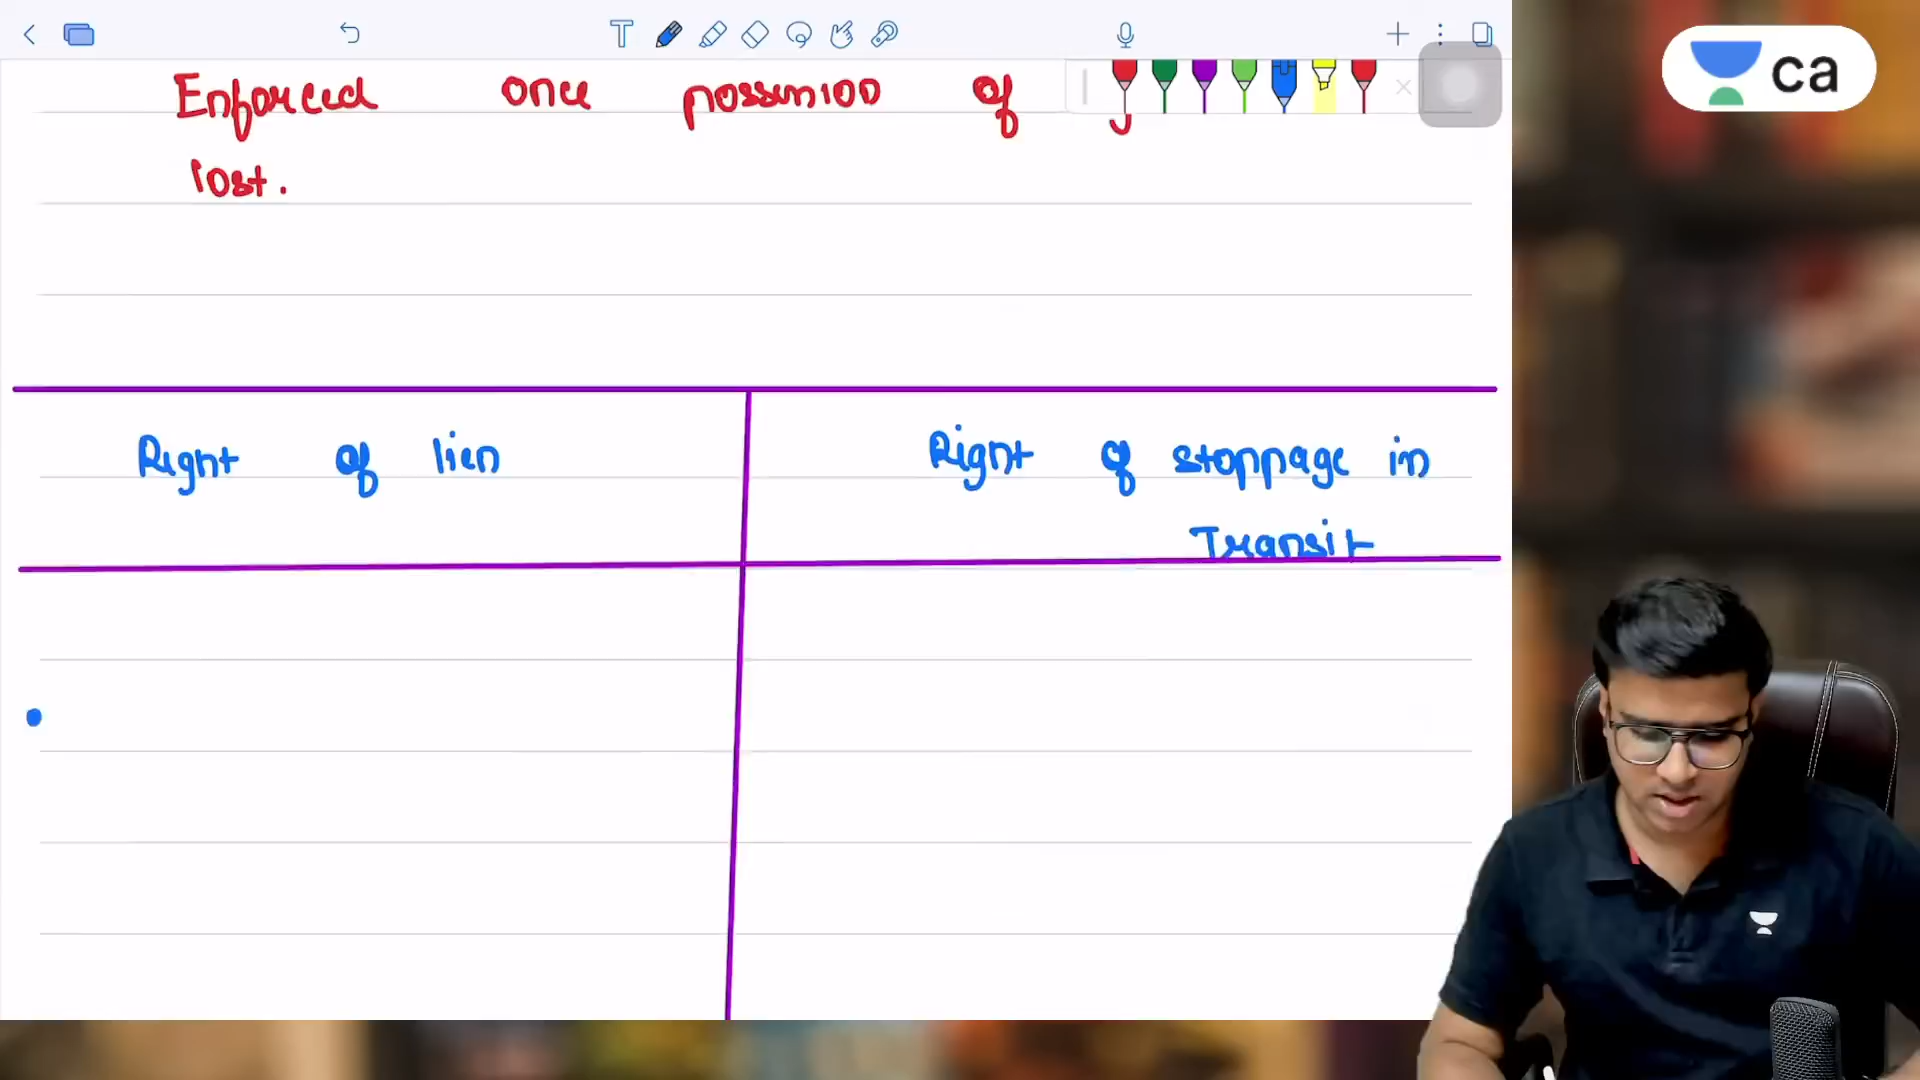 ca
Enforced once possession of
lost.
Right of lien
Right of stoppage in
Transit